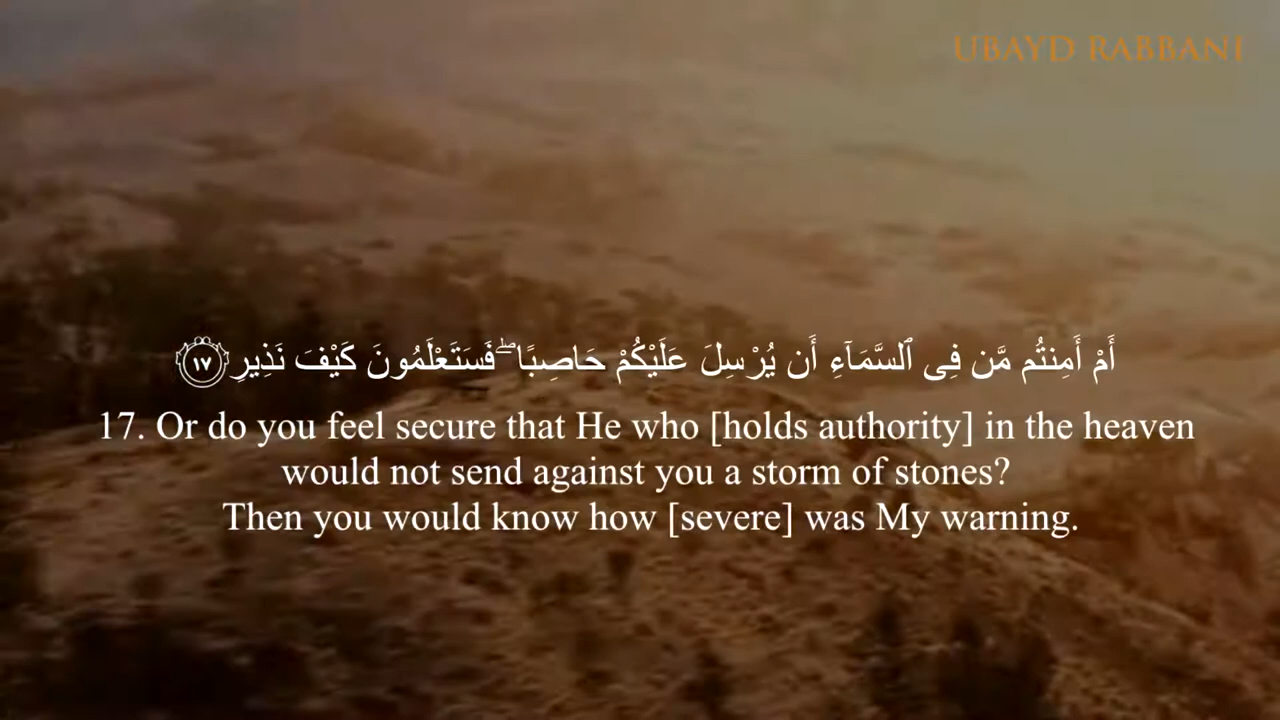 UBAYD RABBANI
أَمْ أَمِنتُم مَّن فِى ٱلسَّمَآءِ أَن يُرْسِلَ عَلَيْكُمْ حَاصِبًا ۖ فَسَتَعْلَمُونَ كَيْفَ نَذِيرِ ١٧
17. Or do you feel secure that He who [holds authority] in the heaven
would not send against you a storm of stones?
Then you would know how [severe] was My warning.